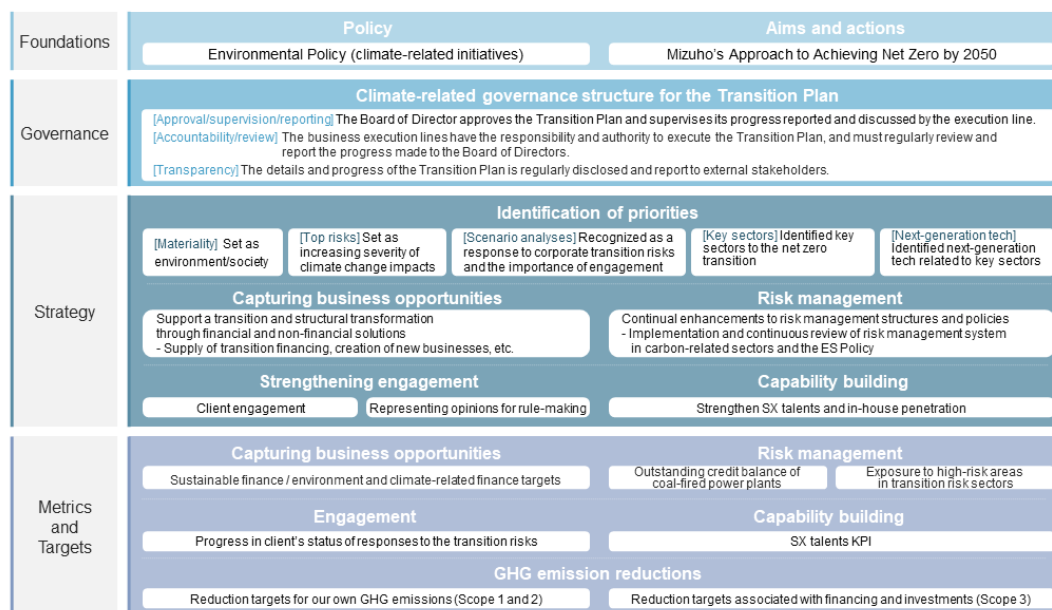 Foundations
Policy
Environmental Policy (climate-related initiatives)
Aims and actions
Mizuho's Approach to Achieving Net Zero by 2050
Governance
Climate-related governance structure for the Transition Plan
[Approval/supervision/reporting] The Board of Director approves the Transition Plan and supervises its progress reported and discussed by the execution line.
[Accountability/review] The business execution lines have the responsibility and authority to execute the Transition Plan, and must regularly review and
report the progress made to the Board of Directors.
[Transparency] The details and progress of the Transition Plan is regularly disclosed and report to external stakeholders.
Strategy
Identification of priorities
[Materiality] Set as
environment/society
[Top risks] Set as
increasing severity of
climate change impacts
[Scenario analyses] Recognized as a
response to corporate transition risks
and the importance of engagement
[Key sectors] Identified key
sectors to the net zero
transition
[Next-generation tech]
Identified next-generation
tech related to key sectors
Capturing business opportunities
Support a transition and structural transformation
through financial and non-financial solutions
- Supply of transition financing, creation of new businesses, etc.
Risk management
Continual enhancements to risk management structures and policies
- Implementation and continuous review of risk management system
in carbon-related sectors and the ES Policy
Strengthening engagement
Client engagement
Representing opinions for rule-making
Capability building
Strengthen SX talents and in-house penetration
Metrics
and
Targets
Capturing business opportunities
Sustainable finance / environment and climate-related finance targets
Risk management
Outstanding credit balance of
coal-fired power plants
Exposure to high-risk areas
in transition risk sectors
Engagement
Progress in client's status of responses to the transition risks
Capability building
SX talents KPI
GHG emission reductions
Reduction targets for our own GHG emissions (Scope 1 and 2)
Reduction targets associated with financing and investments (Scope 3)